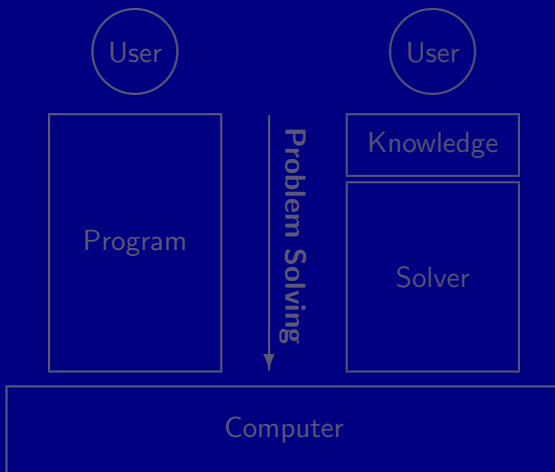 User
User
Knowledge
Program
Problem Solving
Solver
Computer